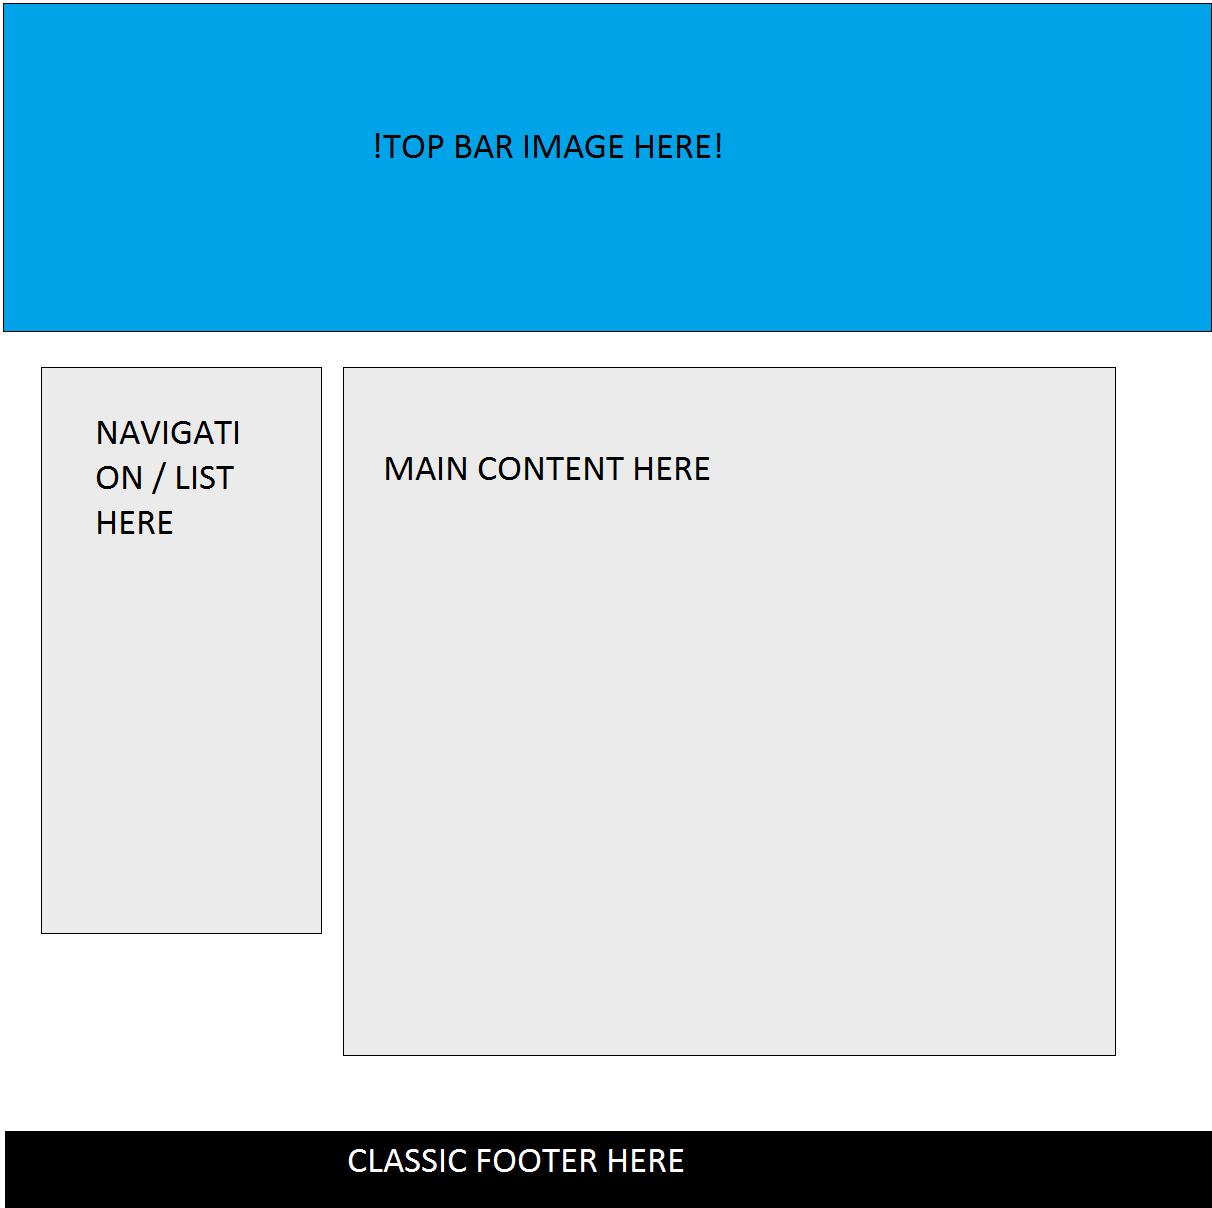 !TOP BAR IMAGE HERE!
NAVIGATI
ON / LIST
HERE
MAIN CONTENT HERE
CLASSIC FOOTER HERE